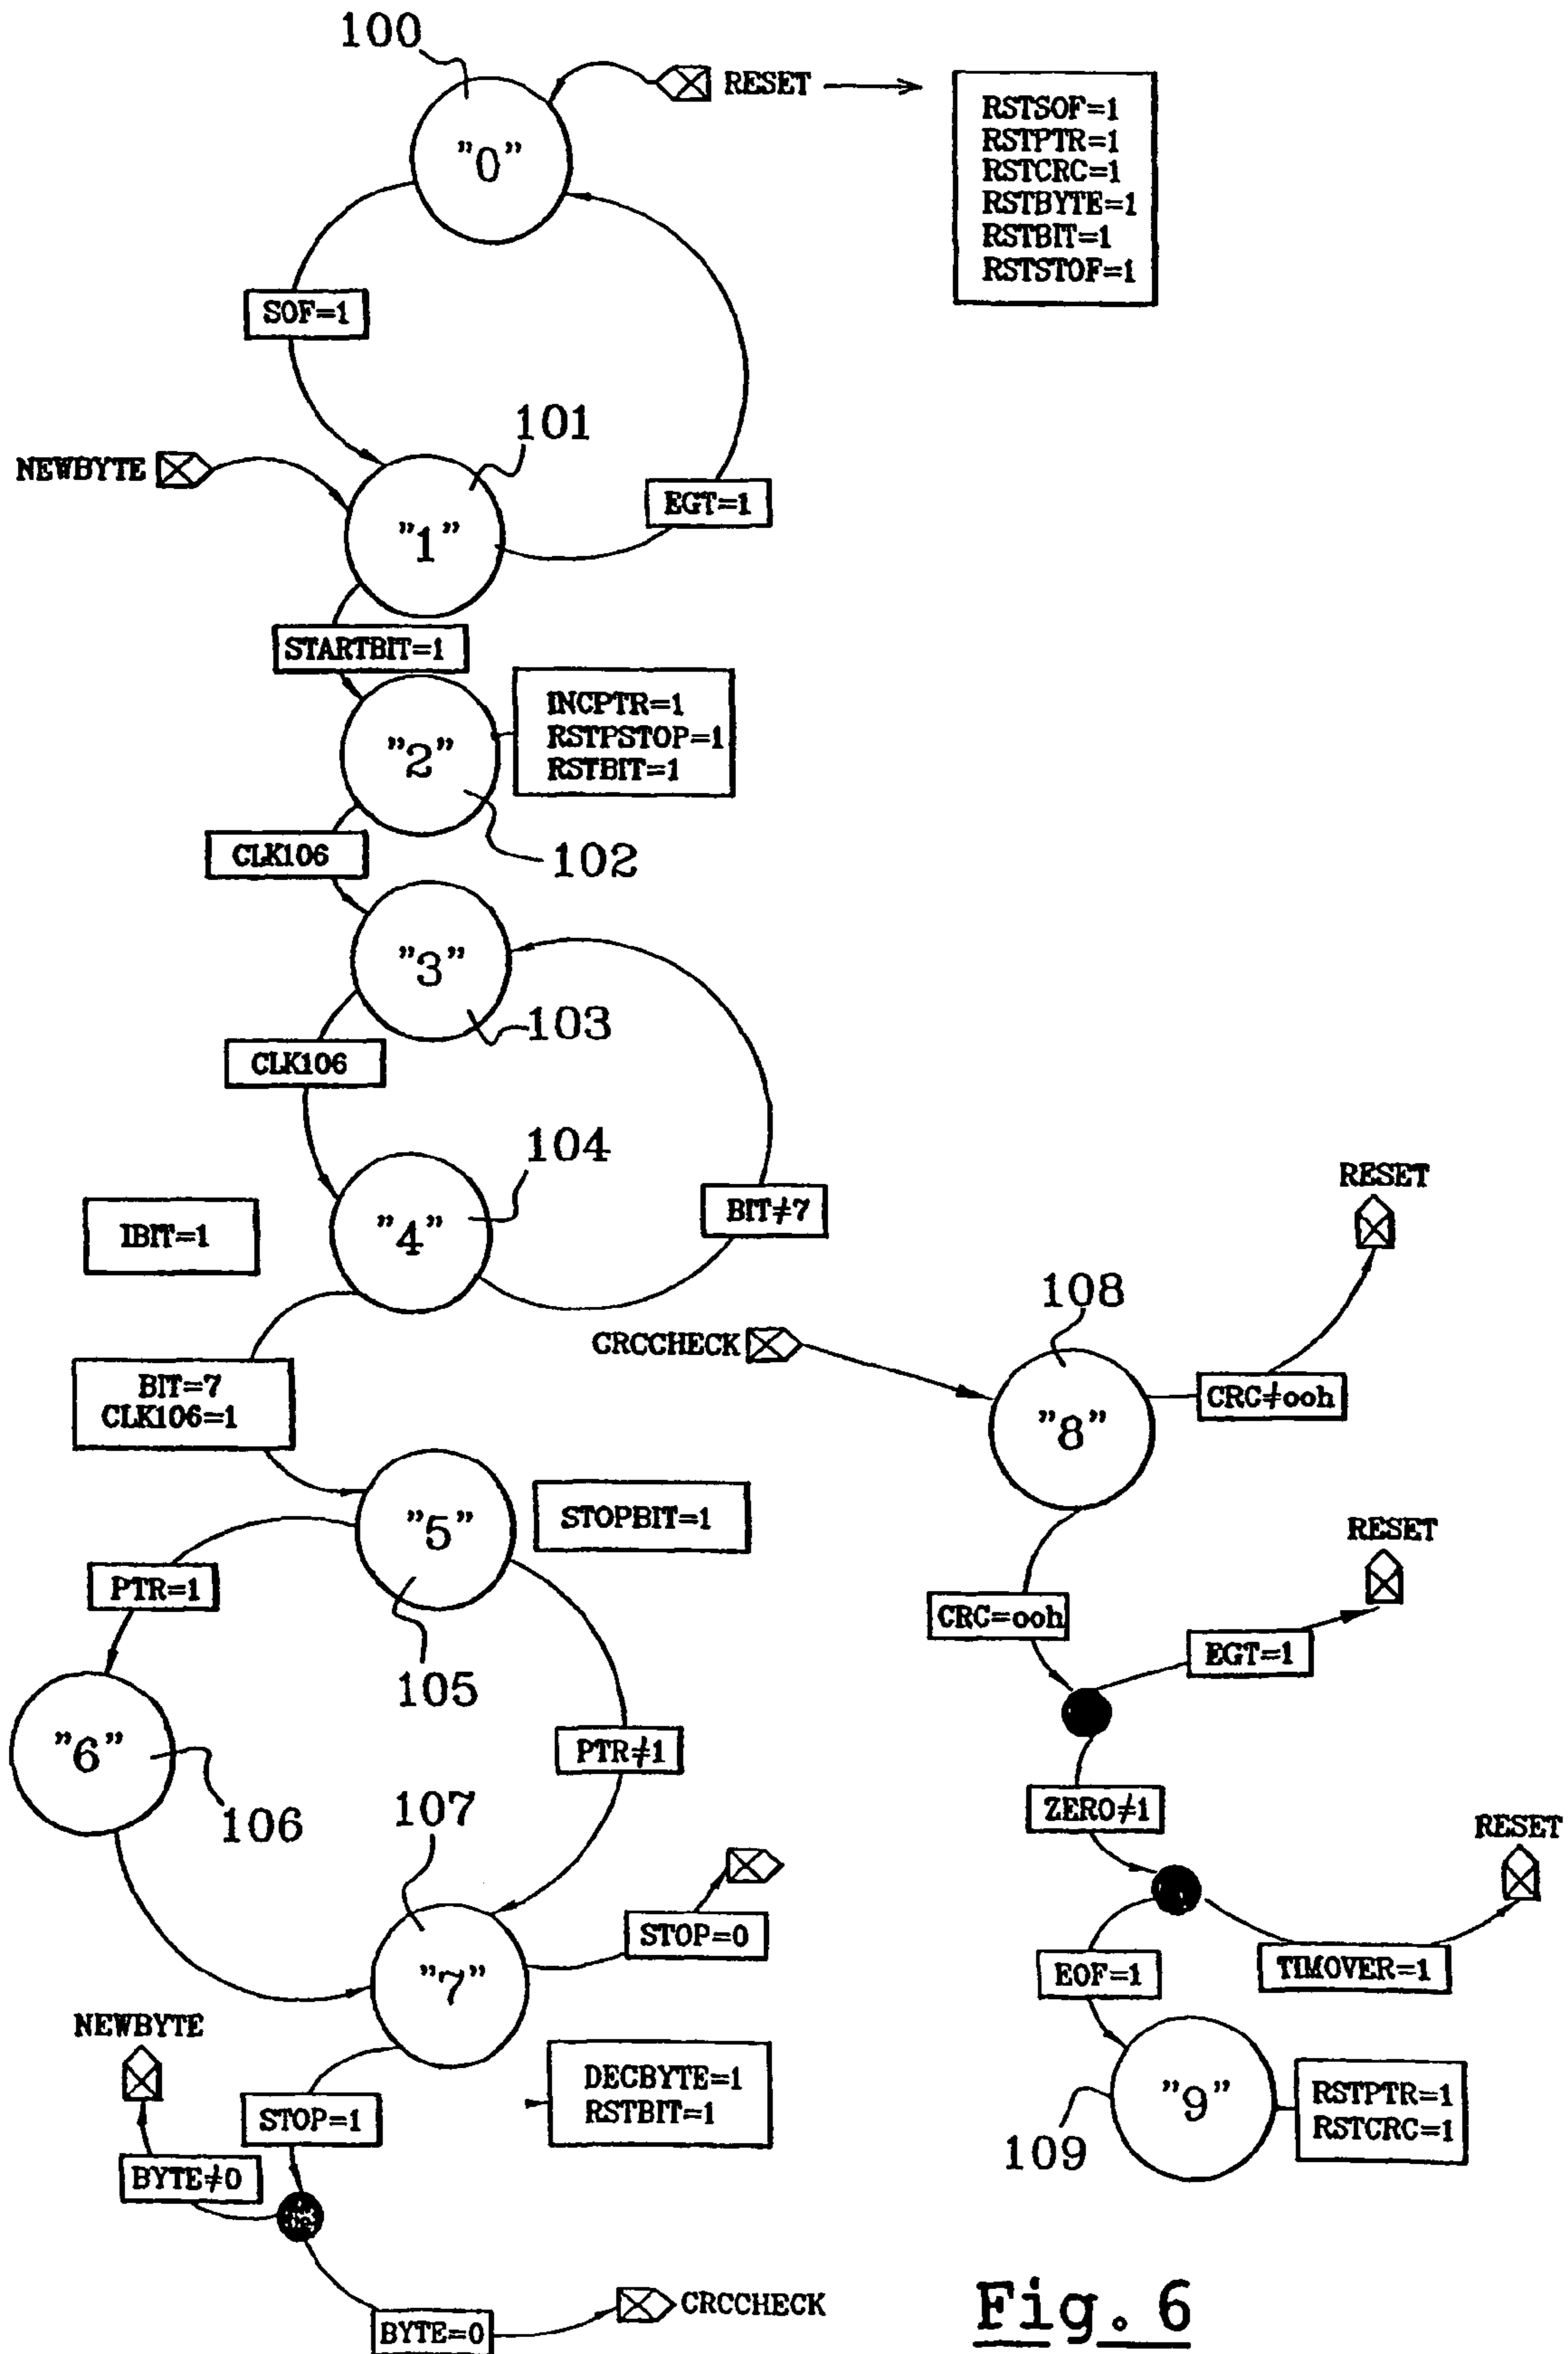 100
RESET
"0"
RSTSOF=1
RSTPTR=1
RSTCRC=1
RSTBYTE=1
RSTBIT=1
RSTSTOF=1
SOF=1
101
NEWBYTE
EGT=1
"1"
STARTBIT=1
"2"
INCPTR=1
RSTPSTOP=1
RSTBIT=1
CLK106
102
"3"
103
CLK106
104
IBIT=1
"4"
BIT≠7
RESET
108
CRCCHECK
BIT=7
CLK106=1
"8"
CRC≠ooh
"5"
STOPBIT=1
RESET
PTR=1
CRC=ooh
EGT=1
105
"6"
PTR≠1
106
107
ZERO≠1
RESET
STOP=0
"7"
EOF=1
TIMOVER=1
NEWBYTE
DECBYTE=1
RSTBIT=1
STOP=1
"9"
RSTPTR=1
RSTCRC=1
109
BYTE≠0
CRCCHECK
BYTE=0
Fig. 6